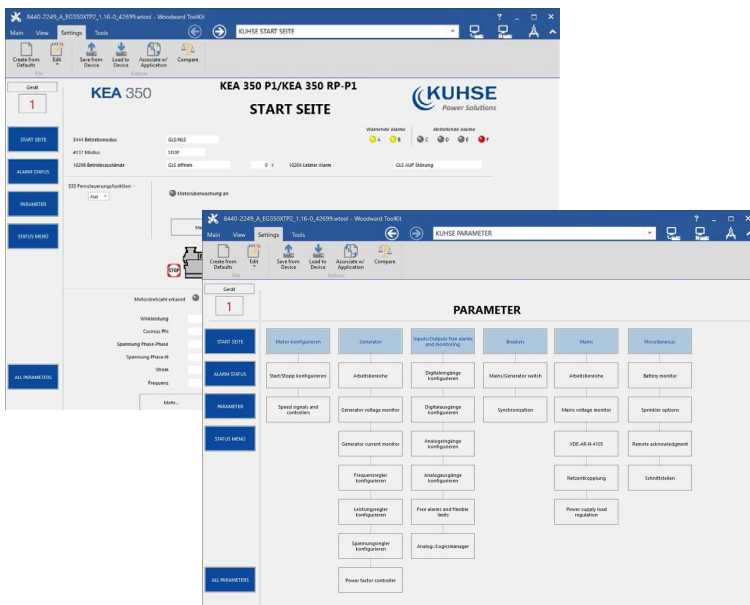 8440-2249_A_EG350XTP2_1.16-0_42699.wtool - Woodward ToolKit
Main View Settings Tools
KUHSE START SEITE
Create from Defaults
Edit
Save from Device
Load to Device
Associate w/ Application
Compare
File
Actions
Gerät
1
START SEITE
ALARM STATUS
PARAMETER
STATUS MENÜ
ALL PARAMETERS
KEA 350
KEA 350 P1/KEA 350 RP-P1
START SEITE
KUHSE
Power Solutions
Warnende Alarme
Abstellende Alarme
A B C D E F
3444 Betriebsmodus GLS/NLS
4137 Modus STOP
10298 Betriebszustände GLS öffnen 0 s 10204 Letzter Alarm GLS AUF Störung
Fernsteuerungsfunktion
Aus
Motorüberwachung an
STOP
Motordrehzahl erkannt
Wirkleistung
Cosinus Phi
Spannung Phase-Phase
Spannung Phase-N
Strom
Frequenz
Mehr...
8440-2249_A_EG350XTP2_1.16-0_42699.wtool - Woodward ToolKit
Main View Settings Tools
KUHSE PARAMETER
Create from Defaults
Edit
Save from Device
Load to Device
Associate w/ Application
Compare
File
Actions
Gerät
1
START SEITE
ALARM STATUS
PARAMETER
STATUS MENÜ
ALL PARAMETERS
PARAMETER
Motor konfigurieren
Generator
Inputs/Outputs free alarms and monitoring
Breakers
Mains
Miscellaneous
Start/Stopp konfigurieren
Arbeitsbereiche
Digitaleingänge konfigurieren
Mains/Generator switch
Arbeitsbereiche
Battery monitor
Speed signals and controllers
Generator voltage monitor
Digitalausgänge konfigurieren
Synchronization
Mains voltage monitor
Sprinkler options
Generator current monitor
Analogeingänge konfigurieren
VDE-AR-N 4105
Remote acknowledgment
Frequenzregler konfigurieren
Analogausgänge konfigurieren
Netzentkopplung
Schnittstellen
Leistungsregler konfigurieren
Free alarms and flexible limits
Power supply load regulation
Spannungsregler konfigurieren
Analog-/Logicsmanager
Power factor controller